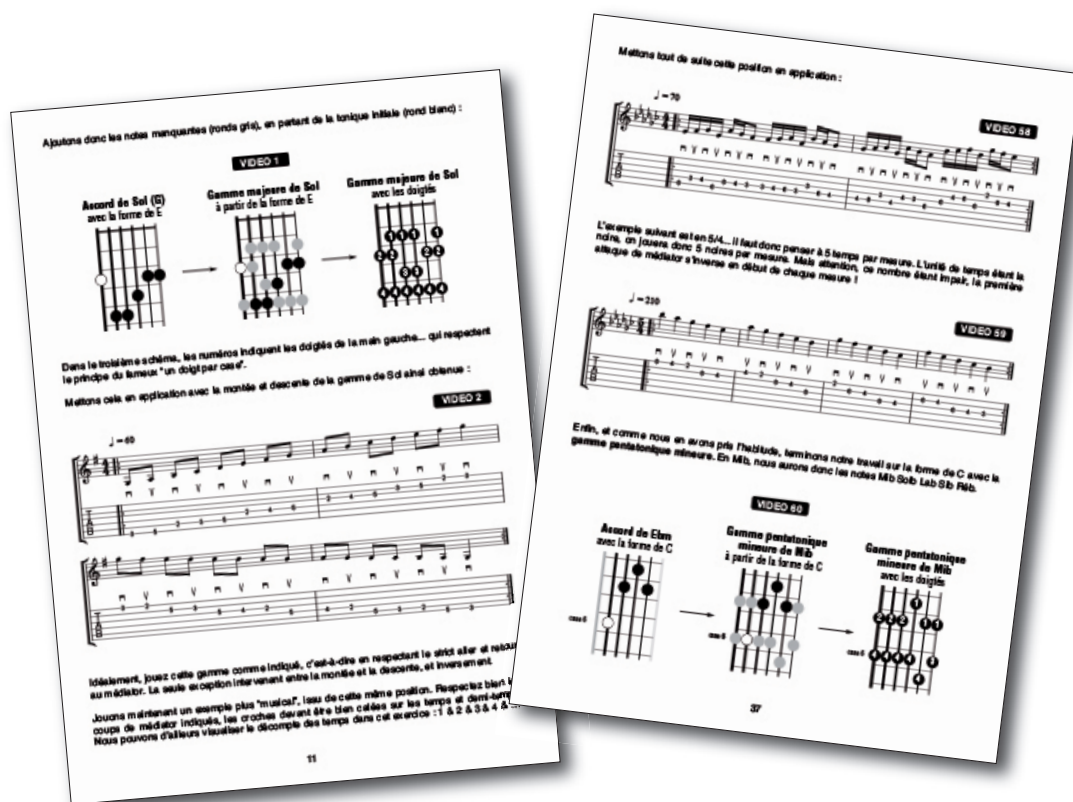 Ajoutons donc les notes manquantes (ronds gris), en partant de la tonique initiale (rond blanc) :
VIDEO 1
Accord de Sol (G)
avec la forme de E
Gamme majeure de Sol
à partir de la forme de E
Gamme majeure de Sol
avec les doigtés
Dans le troisième schéma, les numéros indiquent les doigtés de la main gauche... qui respectent
le principe du fameux "un doigt par case".
Mettons cela en application avec la montée et descente de la gamme de Sol ainsi obtenue :
VIDEO 2
♩ = 60
Idéalement, jouez cette gamme comme indiqué, c'est-à-dire en respectant le strict aller et retour
au médiator. La seule exception intervenant entre la montée et la descente, et inversement.
Jouons maintenant un exemple plus "musical", issu de cette même position. Respectez bien
coups de médiator indiqués, les croches devant être bien calées sur les temps et demi-temps
Nous pouvons d'ailleurs visualiser le décompte des temps dans cet exercice : 1 & 2 & 3 & 4 &
11
Mettons tout de suite cette position en application :
♩ = 70
VIDEO 58
L'exemple suivant est en 5/4... il faut donc penser à 5 temps par mesure. L'unité de temps étant la
noire, on jouera donc 5 noires par mesure. Mais attention, ce nombre étant impair, la première
attaque de médiator s'inverse en début de chaque mesure !
♩ = 210
VIDEO 59
Enfin, et comme nous en avons pris l'habitude, terminons notre travail sur la forme de C avec la
gamme pentatonique mineure. En Mib, nous aurons donc les notes Mib Solb Lab Sib Réb.
VIDEO 60
Accord de Ebm
avec la forme de C
case 6
Gamme pentatonique
mineure de Mib
à partir de la forme de C
case 6
Gamme pentatonique
mineure de Mib
avec les doigtés
case 6
37